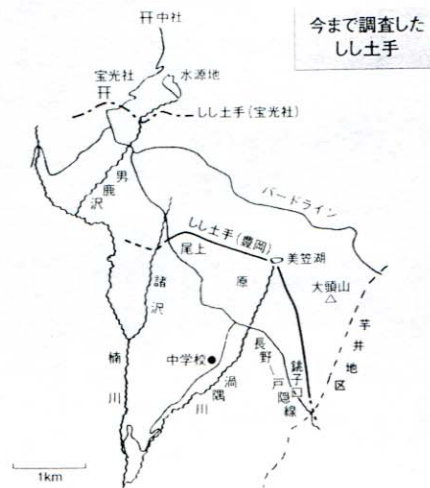 今まで調査した
しし土手
中社
宝光社
水源地
しし土手(宝光社)
男鹿沢
バードライン
しし土手(豊岡)
尾上
美笠湖
大頭山
諸沢
原
芋井地区
楠川
中学校
長野―戸隠線
銚子口
渦隅川
1km